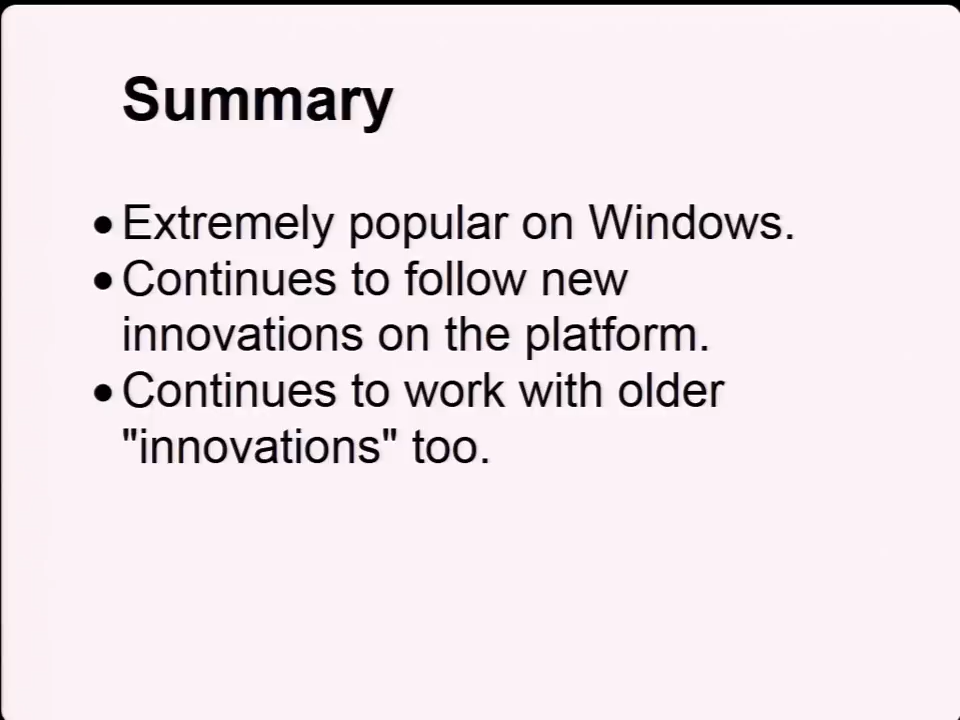 Summary
• Extremely popular on Windows.
• Continues to follow new
innovations on the platform.
• Continues to work with older
"innovations" too.